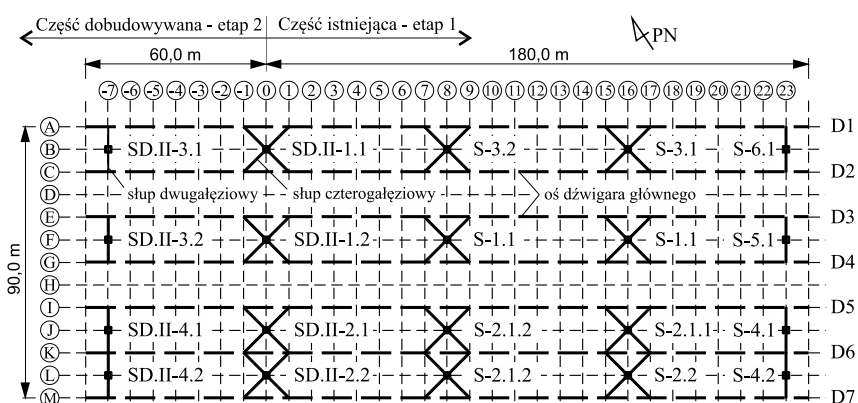 Część dobudowywana - etap 2 Część istniejąca - etap 1
PN
60,0 m 180,0 m
-7 -6 -5 -4 -3 -2 -1 0 1 2 3 4 5 6 7 8 9 10 11 12 13 14 15 16 17 18 19 20 21 22 23
A D1
B SD.II-3.1 SD.II-1.1 S-3.2 S-3.1 S-6.1
C D2
D słup dwugałęziowy słup czterogałęziowy oś dźwigara głównego
E D3
F SD.II-3.2 SD.II-1.2 S-1.1 S-1.1 S-5.1
G D4
90,0 m
H
I D5
J SD.II-4.1 SD.II-2.1 S-2.1.2 S-2.1.1 S-4.1
K D6
L SD.II-4.2 SD.II-2.2 S-2.1.2 S-2.2 S-4.2
M D7